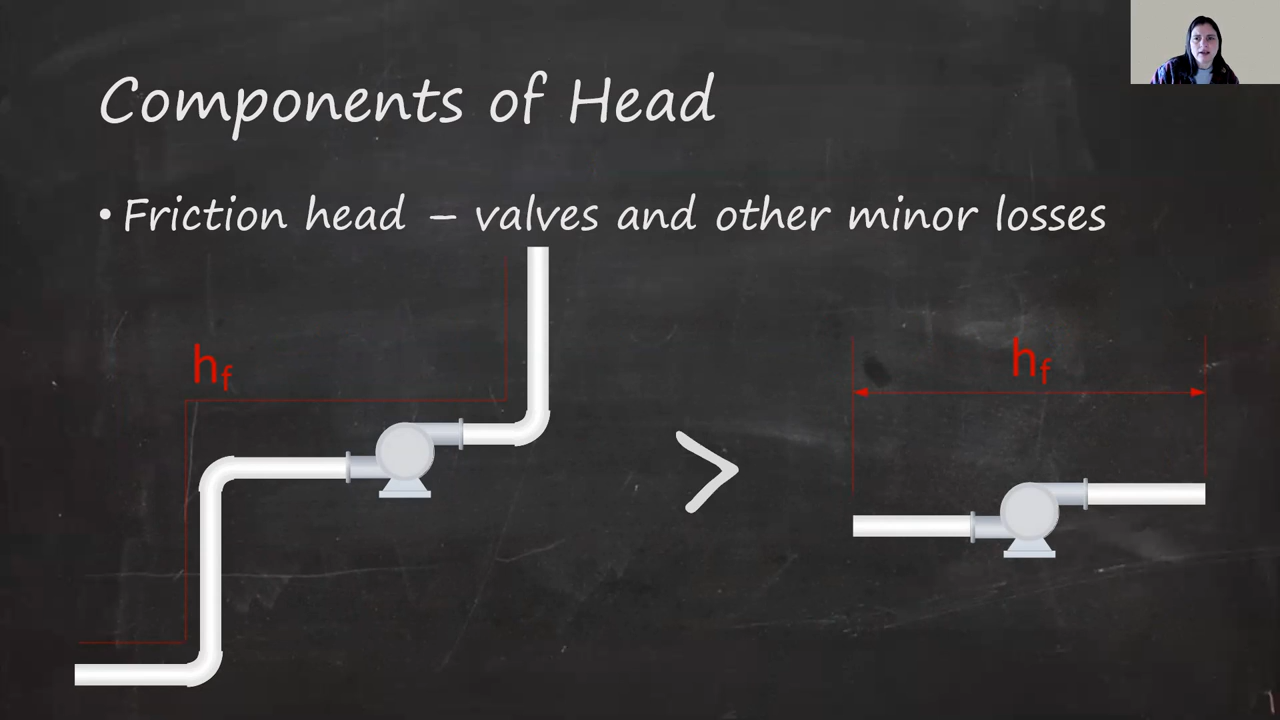 Components of Head
• Friction head – valves and other minor losses
hf
>
hf